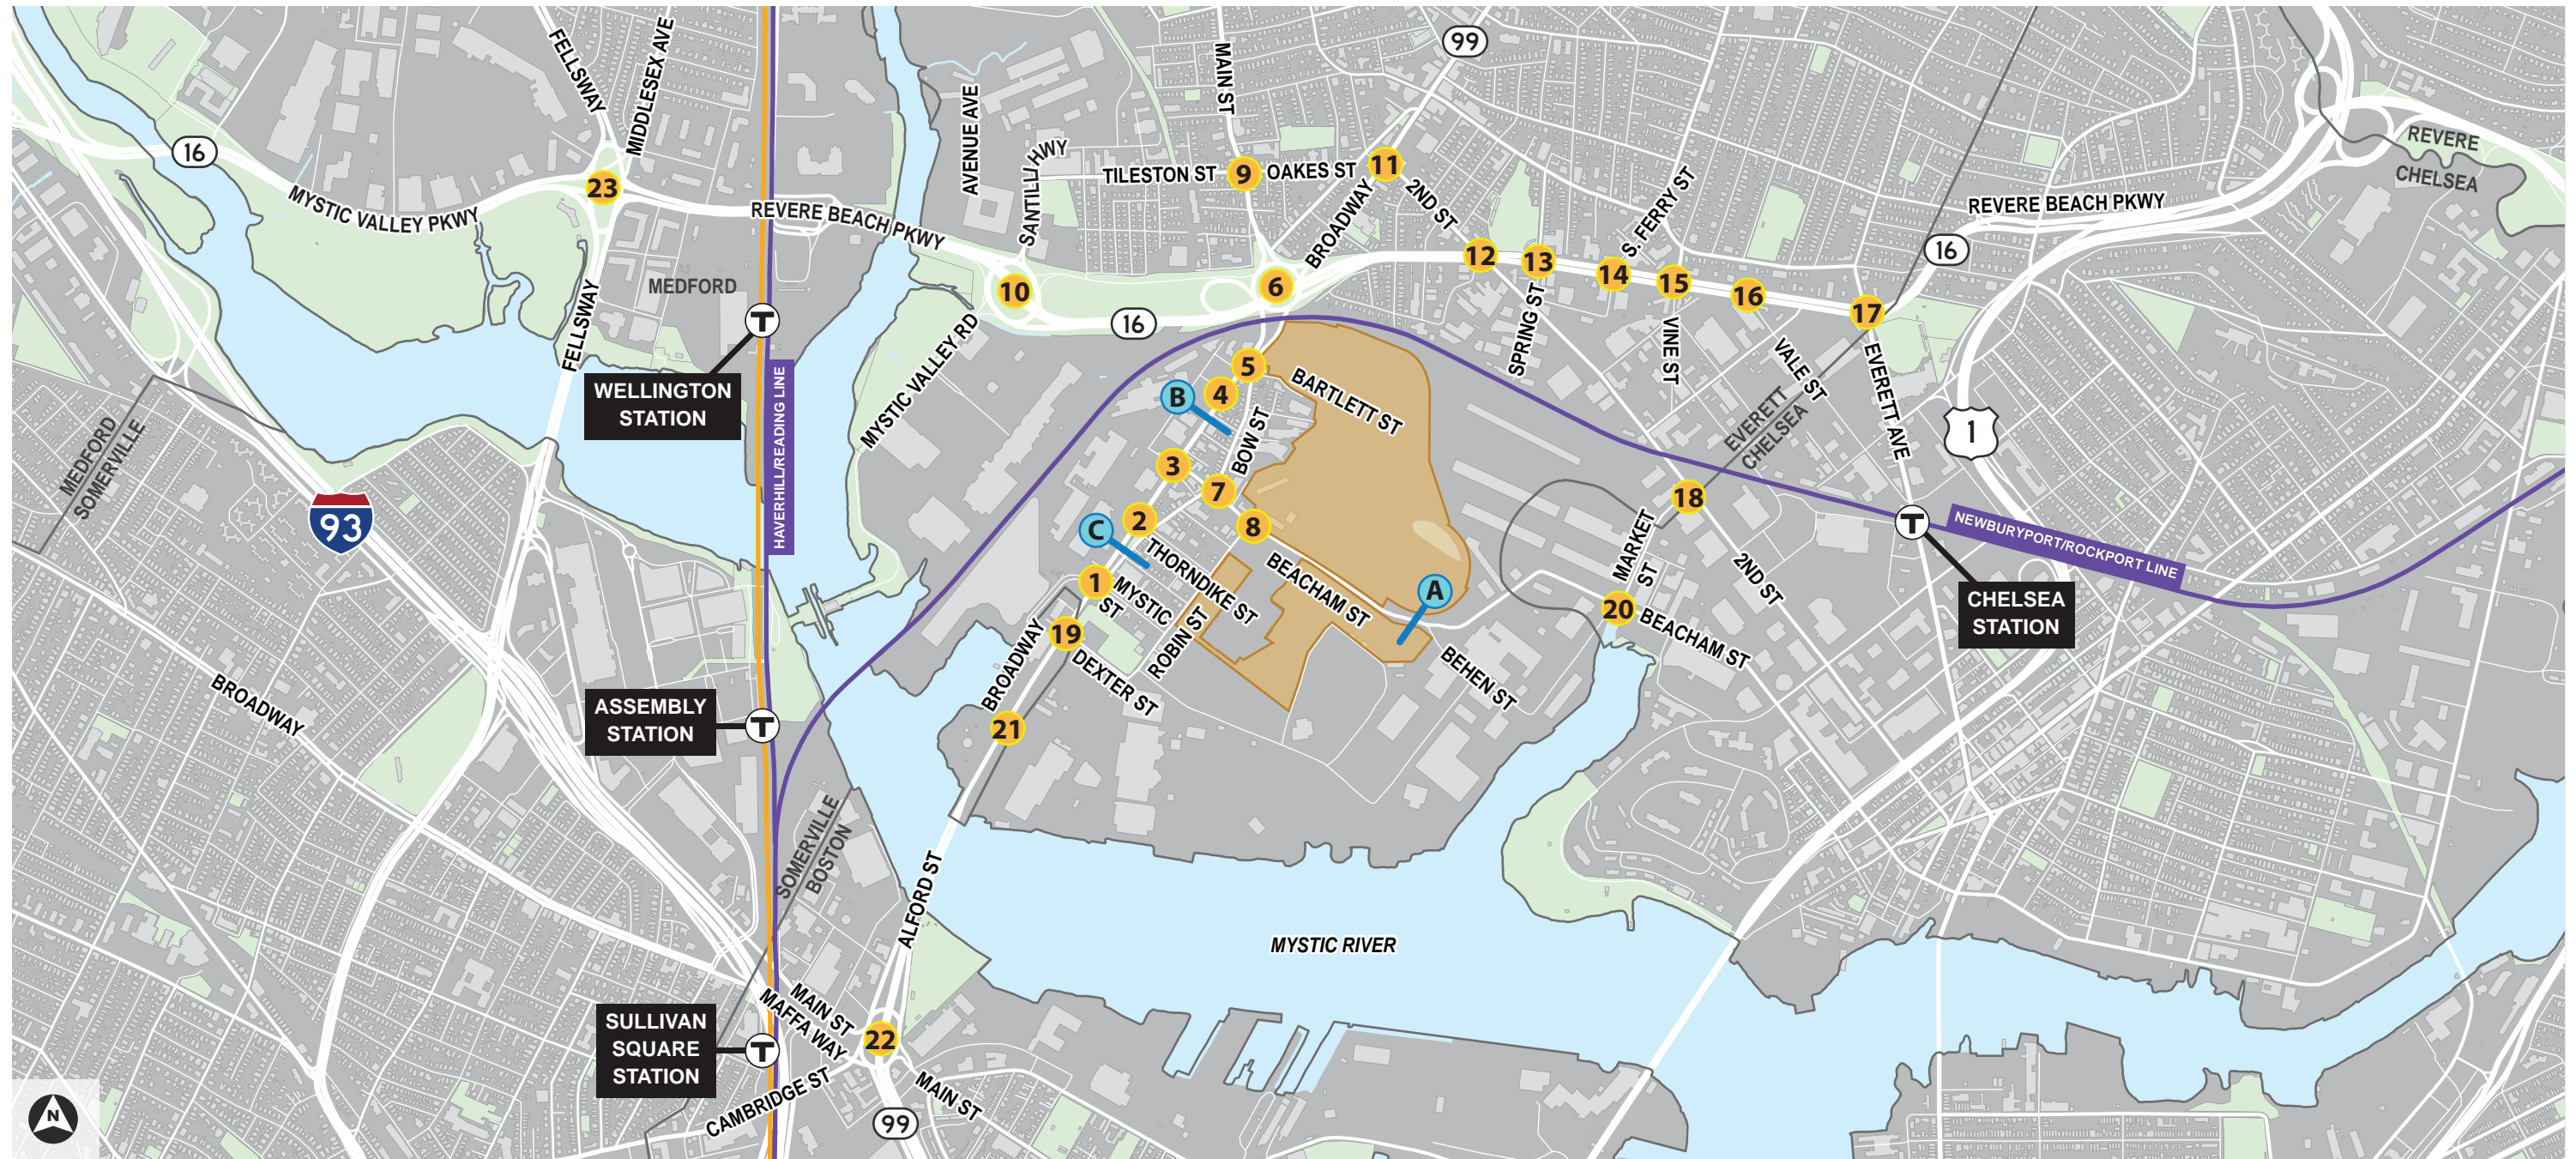 FELLSWAY
MIDDLESEX AVE
MAIN ST
99
AVENUE AVE
SANTILLI HWY
16
MYSTIC VALLEY PKWY
23
REVERE BEACH PKWY
TILESTON ST
9
OAKES ST
11
BROADWAY
2ND ST
S. FERRY ST
REVERE
CHELSEA
REVERE BEACH PKWY
16
MEDFORD
FELLSWAY
T
WELLINGTON
STATION
HAVERHILL/READING LINE
10
6
12
13
14
15
16
17
16
MYSTIC VALLEY RD
SPRING ST
VINE ST
VALE ST
EVERETT AVE
EVERETT
CHELSEA
1
5
4
B
BARTLETT ST
BOW ST
3
7
2
8
C
1
MYSTIC
ST
THORNDIKE ST
BEACHAM ST
A
ROBIN ST
19
DEXTER ST
BROADWAY
21
BEHEN ST
18
MARKET
ST
20
BEACHAM ST
2ND ST
T
NEWBURYPORT/ROCKPORT LINE
CHELSEA
STATION
MEDFORD
SOMERVILLE
93
BROADWAY
ASSEMBLY
STATION
T
SOMERVILLE
BOSTON
ALFORD ST
MYSTIC RIVER
SULLIVAN
SQUARE
STATION
T
MAIN ST
MAFFA WAY
22
CAMBRIDGE ST
MAIN ST
99
N